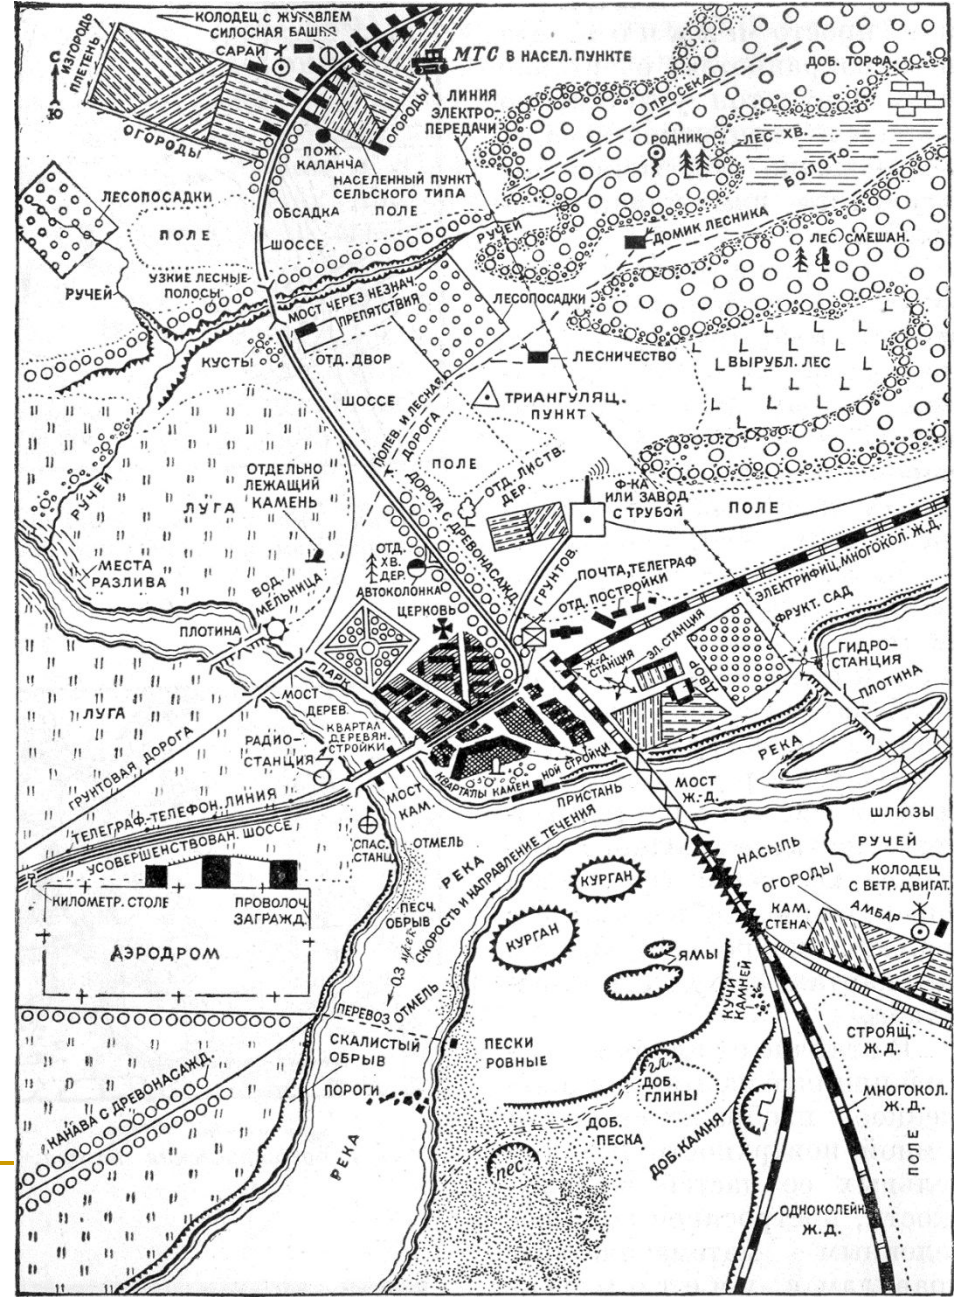 КОЛОДЕЦ С ЖУРАВЛЕМ
СИЛОСНАЯ БАШНЯ
САРАЙ
ИЗГОРОДЬ
ПЛЕТЕНЬ
С
Ю
МТС В НАСЕЛ. ПУНКТЕ
ДОБ. ТОРФА
ОГОРОДЫ
ОГОРОДЫ
ЛИНИЯ
ЭЛЕКТРО-
ПЕРЕДАЧИ
ПРОСЕКА
ПОЖ.
КАЛАНЧА
РОДНИК
ЛЕС-ХВ.
БОЛОТО
НАСЕЛЕННЫЙ ПУНКТ
СЕЛЬСКОГО ТИПА
ЛЕСОПОСАДКИ
ОБСАДКА
ПОЛЕ
ПОЛЕ
ШОССЕ
РУЧЕЙ
ДОМИК ЛЕСНИКА
ЛЕС СМЕШАН.
УЗКИЕ ЛЕСНЫЕ
ПОЛОСЫ
РУЧЕЙ
МОСТ ЧЕРЕЗ НЕЗНАЧ.
ПРЕПЯТСТВИЯ
ЛЕСОПОСАДКИ
КУСТЫ
ОТД. ДВОР
ЛЕСНИЧЕСТВО
ВЫРУБЛ. ЛЕС
ШОССЕ
ПОЛЕВ. И ЛЕСНАЯ
ДОРОГА
ТРИАНГУЛЯЦ.
ПУНКТ
ОТДЕЛЬНО
ЛЕЖАЩИЙ
КАМЕНЬ
ПОЛЕ
ОТД. ЛИСТВ.
ДЕР.
Ф-КА
ИЛИ ЗАВОД
С ТРУБОЙ
ПОЛЕ
ДОРОГА С ДРЕВОНАСАЖД.
РУЧЕЙ
ЛУГА
МЕСТА
РАЗЛИВА
ВОД.
МЕЛЬНИЦА
ОТД.
ХВ.
ДЕР.
АВТОКОЛОНКА
ГРУНТОВ.
ПОЧТА, ТЕЛЕГРАФ
ОТД. ПОСТРОЙКИ
ЭЛЕКТРИФИЦ. МНОГОКОЛ. Ж.Д.
ЦЕРКОВЬ
ФРУКТ. САД
ПЛОТИНА
ГИДРО-
СТАНЦИЯ
Ж.-Д.
СТАНЦИЯ
ЭЛ. СТАНЦИЯ
ДВОР
ПЛОТИНА
ПАРК
МОСТ
ДЕРЕВ.
ЛУГА
КВАРТАЛ
ДЕРЕВЯН.
СТРОЙКИ
РАДИО-
СТАНЦИЯ
ГРУНТОВАЯ ДОРОГА
РЕКА
КВАРТАЛЫ КАМЕН
НОЙ СТРОЙКИ
МОСТ
КАМ.
ПРИСТАНЬ
МОСТ
Ж.-Д.
ШЛЮЗЫ
ТЕЛЕГРАФ-ТЕЛЕФОН. ЛИНИЯ
УСОВЕРШЕНСТВОВАН. ШОССЕ
СПАС.
СТАНЦ.
ОТМЕЛЬ
РЕКА
СКОРОСТЬ И НАПРАВЛЕНИЕ ТЕЧЕНИЯ
НАСЫПЬ
РУЧЕЙ
КОЛОДЕЦ
С ВЕТР. ДВИГАТ.
ОГОРОДЫ
АМБАР
КАМ.
СТЕНА
КУРГАН
КУРГАН
КИЛОМЕТР. СТОЛБ
ПРОВОЛОЧ.
ЗАГРАЖД.
ПЕСЧ.
ОБРЫВ
АЭРОДРОМ
ЯМЫ
КУЧИ
КАМНЕЙ
ПЕРЕВОЗ
ОТМЕЛЬ
СКАЛИСТЫЙ
ОБРЫВ
ПЕСКИ
РОВНЫЕ
СТРОЯЩ.
Ж.Д.
КАНАВА С ДРЕВОНАСАЖД.
ПОРОГИ
гл.
ДОБ.
ГЛИНЫ
МНОГОКОЛ.
Ж.Д.
ДОБ.
ПЕСКА
ДОБ. КАМНЯ
РЕКА
пес
ПОЛЕ
ОДНОКОЛЕЙН.
Ж.Д.